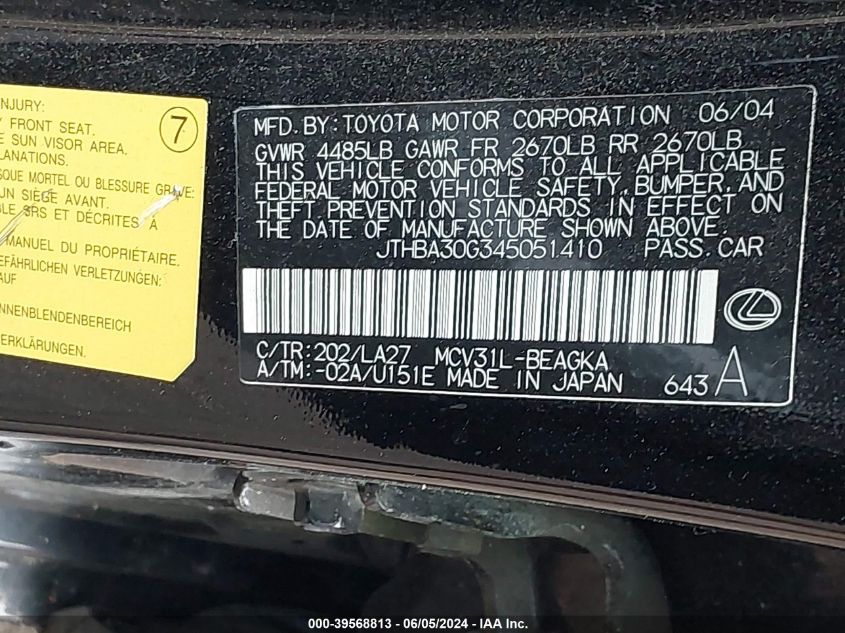 NJURY:
FRONT SEAT.
SUN VISOR AREA.
LANATIONS.
SQUE MORTEL OU BLESSURE GRAVE:
UN SIÈGE AVANT.
BLE SRS ET DÉCRITES À
MANUEL DU PROPRIÉTAIRE.
EFÄHRLICHEN VERLETZUNGEN.
AUF
NNENBLENDENBEREICH
ERKLÄRUNGEN.
7
MFD. BY: TOYOTA MOTOR CORPORATION 06/04
GVWR 4485LB GAWR FR 2670LB RR 2670LB
THIS VEHICLE CONFORMS TO ALL APPLICABLE
FEDERAL MOTOR VEHICLE SAFETY, BUMPER, AND
THEFT PREVENTION STANDARDS IN EFFECT ON
THE DATE OF MANUFACTURE SHOWN ABOVE.
JTHBA30G345051410 PASS. CAR
C/TR: 202/LA27 MCV31L-BEAGKA
A/TM: -02A/U151E MADE IN JAPAN 643 A
000-39568813 - 06/05/2024 - IAA Inc.